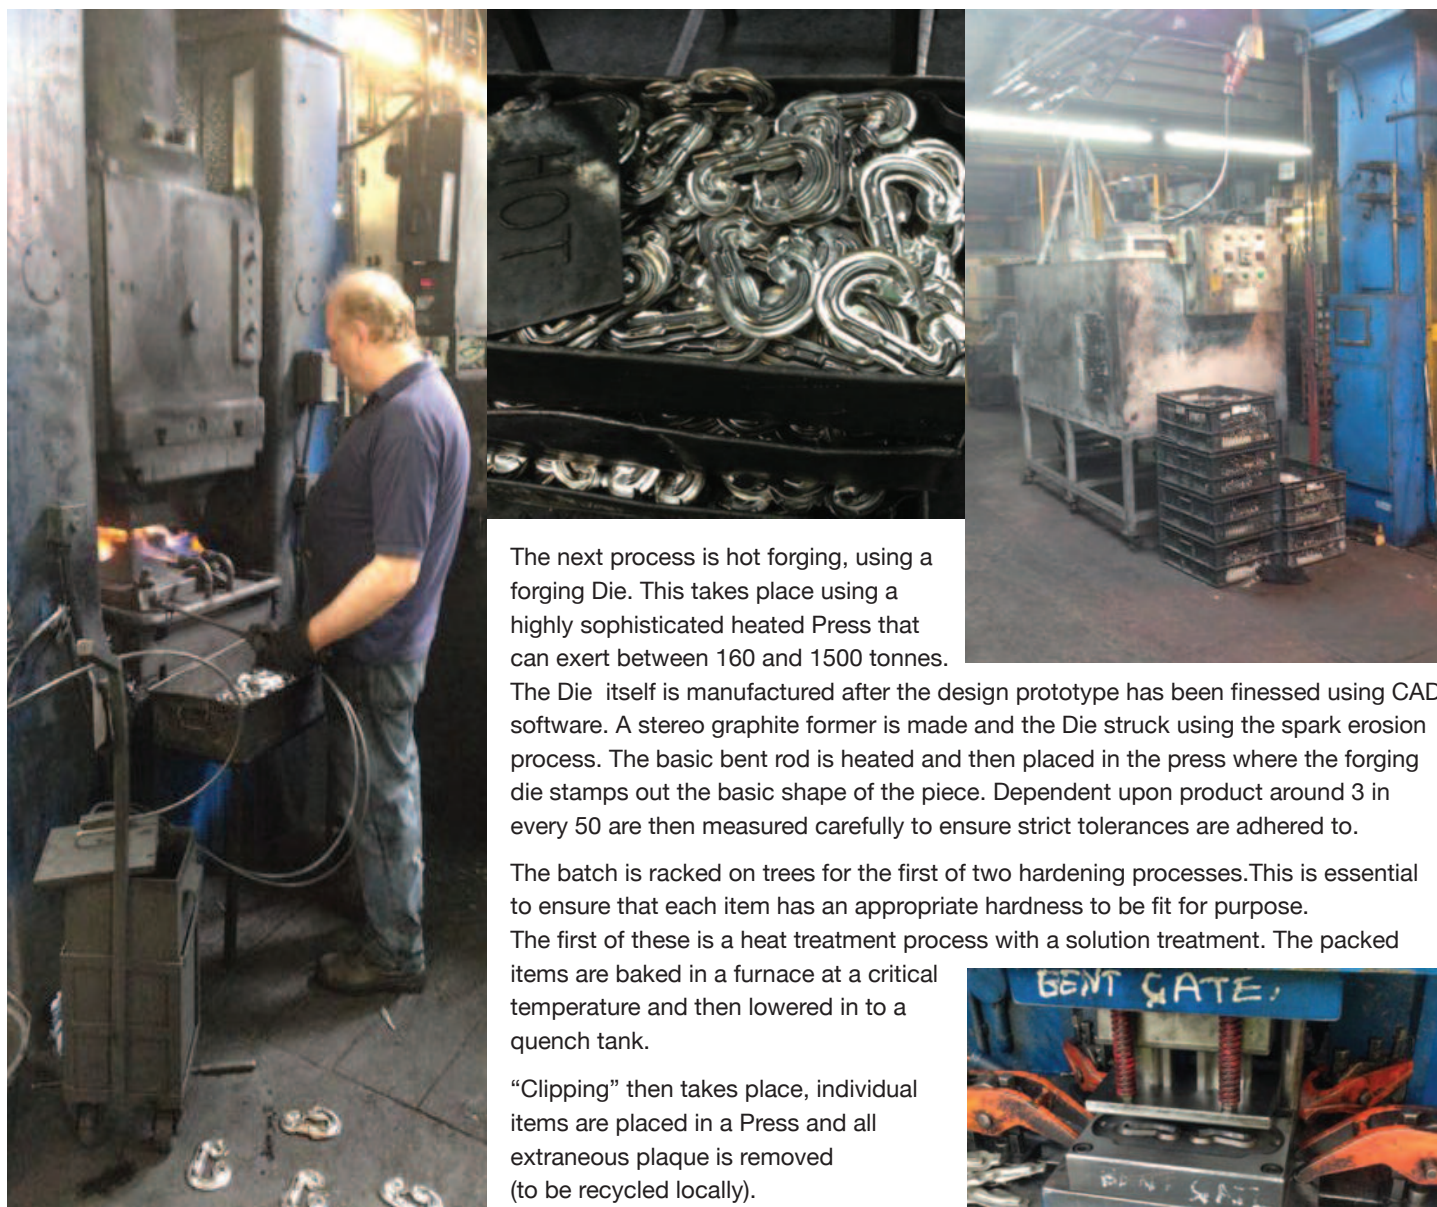 HOT
The next process is hot forging, using a
forging Die. This takes place using a
highly sophisticated heated Press that
can exert between 160 and 1500 tonnes.
The Die  itself is manufactured after the design prototype has been finessed using CAD
software. A stereo graphite former is made and the Die struck using the spark erosion
process. The basic bent rod is heated and then placed in the press where the forging
die stamps out the basic shape of the piece. Dependent upon product around 3 in
every 50 are then measured carefully to ensure strict tolerances are adhered to.
The batch is racked on trees for the first of two hardening processes.This is essential
to ensure that each item has an appropriate hardness to be fit for purpose.
The first of these is a heat treatment process with a solution treatment. The packed
items are baked in a furnace at a critical
temperature and then lowered in to a
quench tank.
“Clipping” then takes place, individual
items are placed in a Press and all
extraneous plaque is removed
(to be recycled locally).
BENT GATE.
BENT GATE